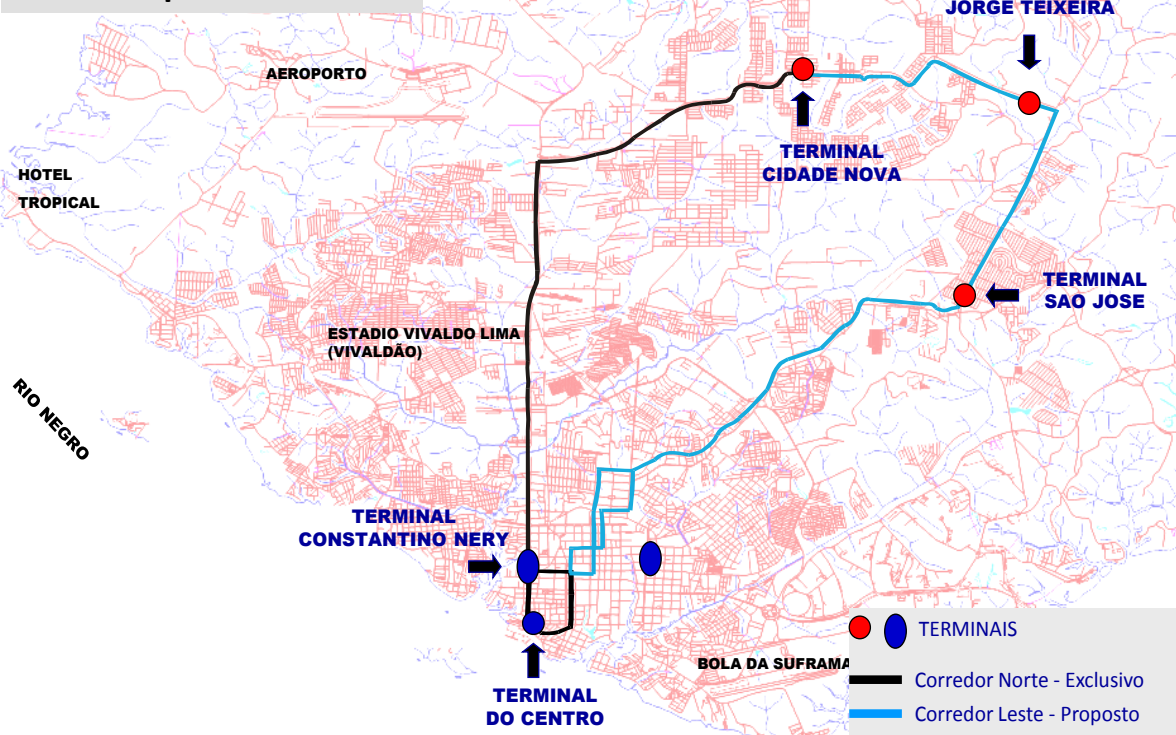 JORGE TEIXEIRA
AEROPORTO
TERMINAL
CIDADE NOVA
HOTEL
TROPICAL
TERMINAL
SAO JOSE
ESTADIO VIVALDO LIMA
(VIVALDÃO)
RIO NEGRO
TERMINAL
CONSTANTINO NERY
TERMINAIS
BOLA DA SUFRAMA
Corredor Norte - Exclusivo
TERMINAL
DO CENTRO
Corredor Leste - Proposto